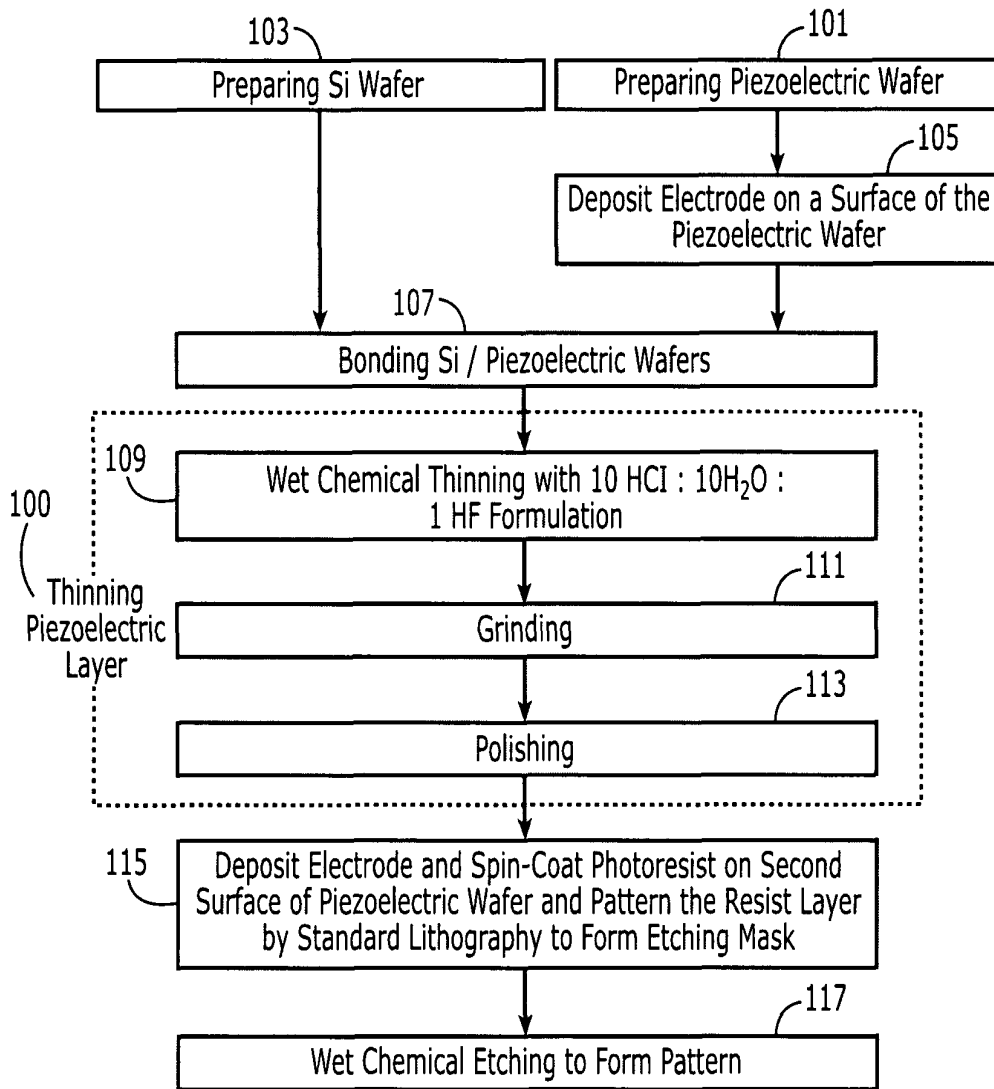 103
Preparing Si Wafer
101
Preparing Piezoelectric Wafer
105
Deposit Electrode on a Surface of the
Piezoelectric Wafer
107
Bonding Si / Piezoelectric Wafers
109
Wet Chemical Thinning with 10 HCl : 10H₂O :
1 HF Formulation
100
Thinning
Piezoelectric
Layer
111
Grinding
113
Polishing
115
Deposit Electrode and Spin-Coat Photoresist on Second
Surface of Piezoelectric Wafer and Pattern the Resist Layer
by Standard Lithography to Form Etching Mask
117
Wet Chemical Etching to Form Pattern